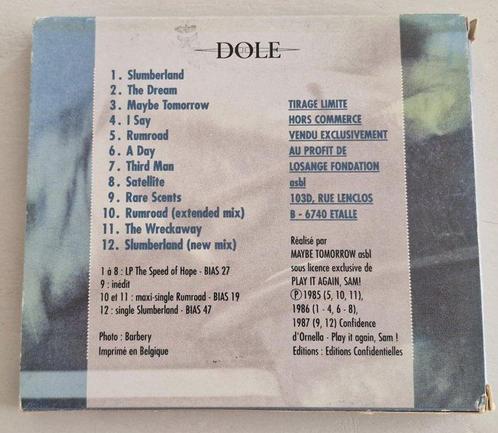 DOLE
1. Slumberland
2. The Dream
3. Maybe Tomorrow
4. I Say
5. Rumroad
6. A Day
7. Third Man
8. Satellite
9. Rare Scents
10. Rumroad (extended mix)
11. The Wreckaway
12. Slumberland (new mix)
1 à 8 : LP The Speed of Hope - BIAS 27
9 : inédit
10 et 11 : maxi-single Rumroad - BIAS 19
12 : single Slumberland - BIAS 47
Photo : Barbery
Imprimé en Belgique
TIRAGE LIMITE
HORS COMMERCE
VENDU EXCLUSIVEMENT
AU PROFIT DE
LOSANGE FONDATION
asbl
103D, RUE LENCLOS
B - 6740 ETALLE
Réalisé par
MAYBE TOMORROW asbl
sous licence exclusive de
PLAY IT AGAIN, SAM!
℗ 1985 (5, 10, 11),
1986 (1 - 4, 6 - 8),
1987 (9, 12) Confidence
d'Ornella - Play it again, Sam !
Editions : Editions Confidentielles